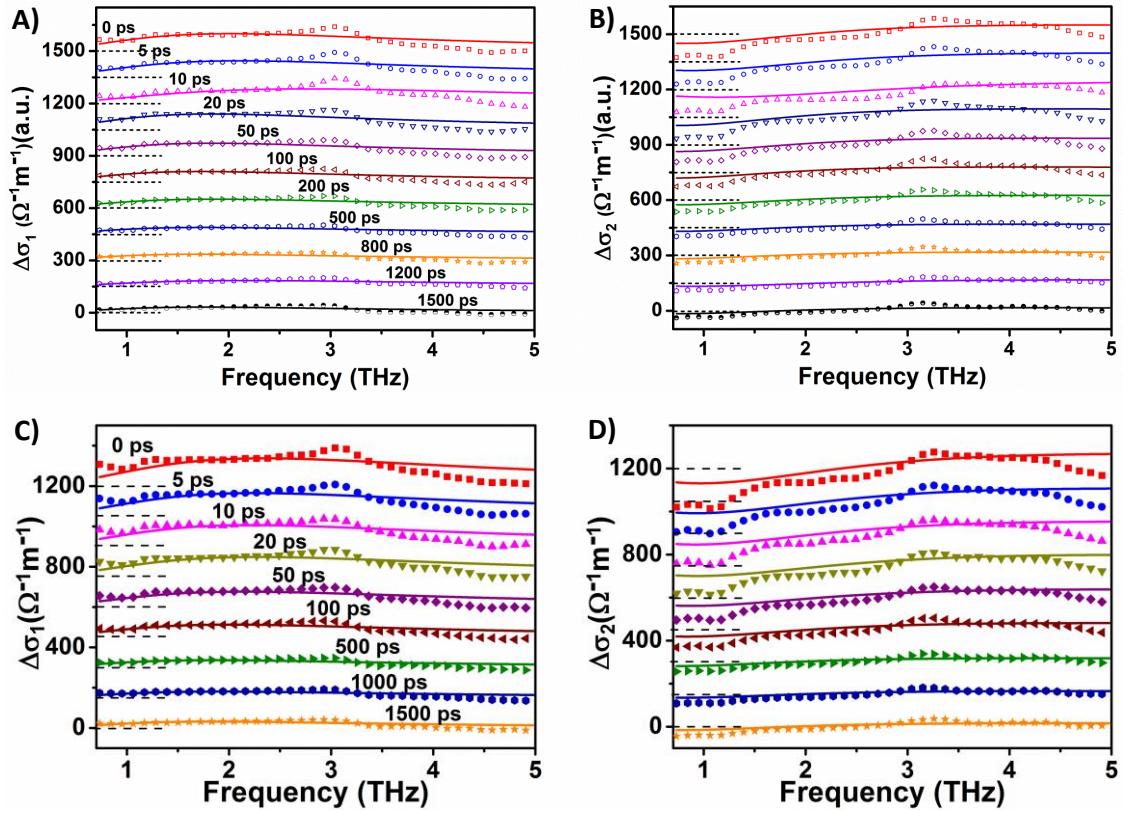 A)
0 ps
5 ps
10 ps
20 ps
50 ps
100 ps
200 ps
500 ps
800 ps
1200 ps
1500 ps
1500
1200
900
600
300
0
Δσ₁ (Ω⁻¹m⁻¹)(a.u.)
1 2 3 4 5
Frequency (THz)
B)
1500
1200
900
600
300
0
Δσ₂ (Ω⁻¹m⁻¹)(a.u.)
1 2 3 4 5
Frequency (THz)
C)
0 ps
5 ps
10 ps
20 ps
50 ps
100 ps
500 ps
1000 ps
1500 ps
1200
800
400
0
Δσ₁(Ω⁻¹m⁻¹)
1 2 3 4 5
Frequency (THz)
D)
1200
800
400
0
Δσ₂(Ω⁻¹m⁻¹)
1 2 3 4 5
Frequency (THz)